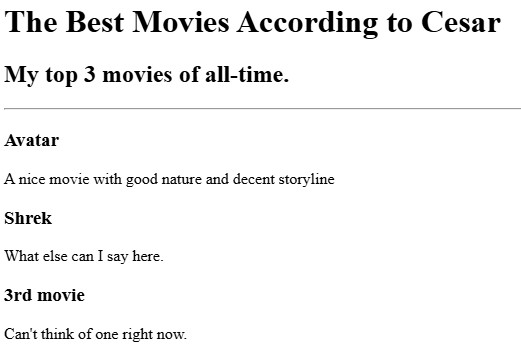 The Best Movies According to Cesar
My top 3 movies of all-time.
Avatar
A nice movie with good nature and decent storyline
Shrek
What else can I say here.
3rd movie
Can't think of one right now.